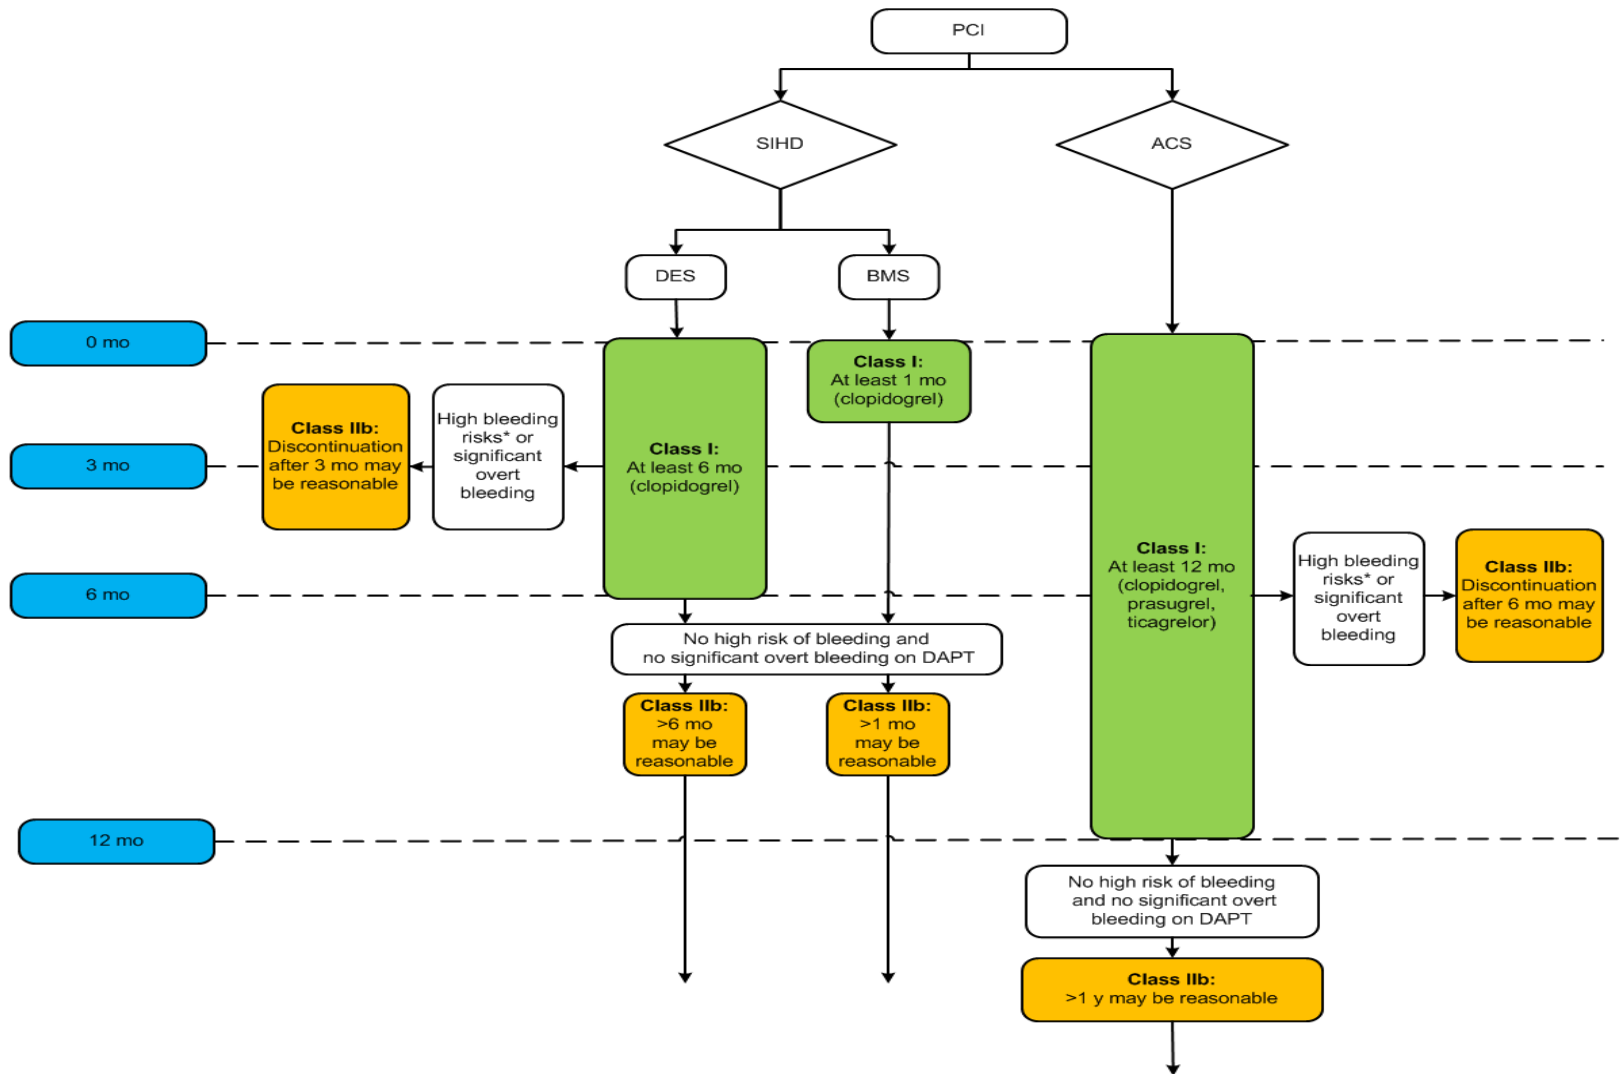 PCI
SIHD
ACS
DES
BMS
0 mo
Class I:
At least 1 mo
(clopidogrel)
Class IIb:
Discontinuation
after 3 mo may
be reasonable
High bleeding
risks* or
significant
overt
bleeding
Class I:
At least 6 mo
(clopidogrel)
3 mo
Class I:
At least 12 mo
(clopidogrel,
prasugrel,
ticagrelor)
High bleeding
risks* or
significant
overt
bleeding
Class IIb:
Discontinuation
after 6 mo may
be reasonable
6 mo
No high risk of bleeding and
no significant overt bleeding on DAPT
Class IIb:
>6 mo
may be
reasonable
Class IIb:
>1 mo
may be
reasonable
12 mo
No high risk of bleeding
and no significant overt
bleeding on DAPT
Class IIb:
>1 y may be reasonable